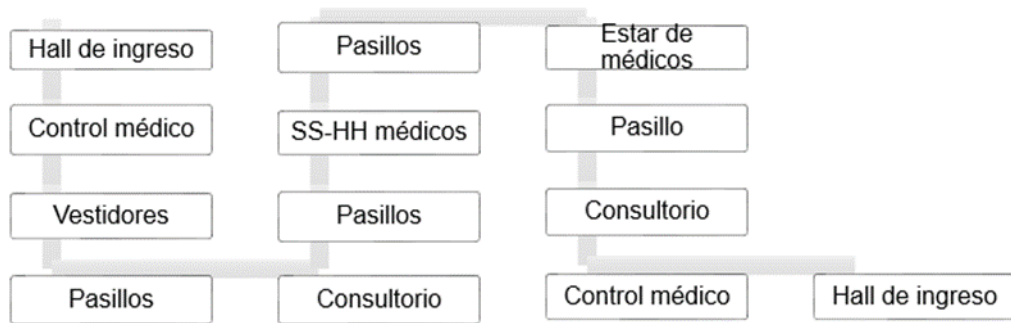 Hall de ingreso
Control médico
Vestidores
Pasillos
Consultorio
Pasillos
SS-HH médicos
Pasillos
Estar de
médicos
Pasillo
Consultorio
Control médico
Hall de ingreso